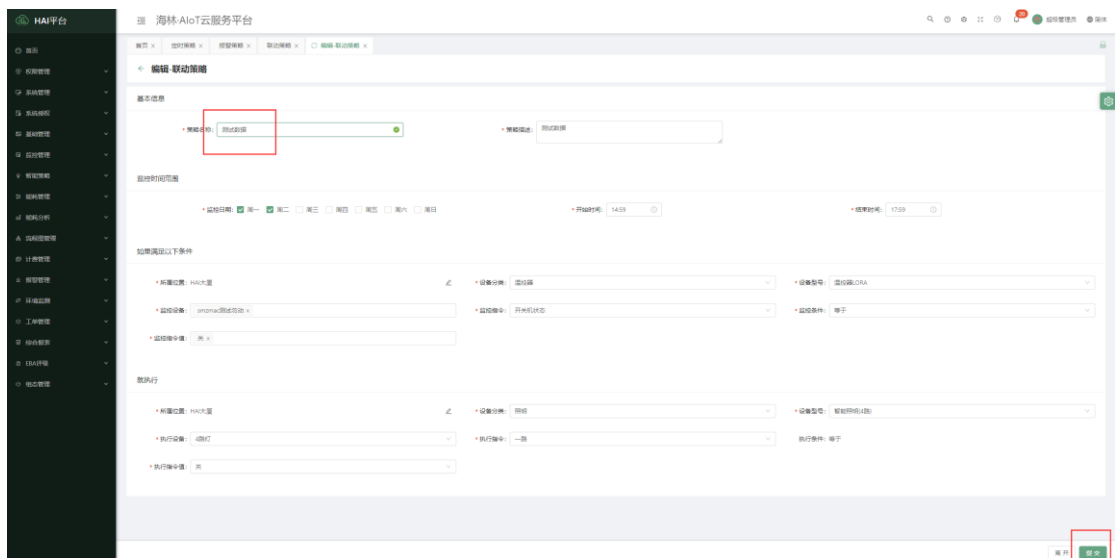 HAI平台
海林·AIoT云服务平台
超级管理员
简体
首页
权限管理
系统管理
系统授权
基础管理
监控管理
智能策略
能耗管理
能耗分析
流程图管理
计费管理
报警管理
环境监测
工单管理
综合报表
EBA评级
组态管理
首页 × 定时策略 × 预警策略 × 联动策略 × 编辑-联动策略 ×
← 编辑-联动策略
基本信息
* 策略名称: 测试数据
* 策略描述: 测试数据
监控时间范围
* 监控日期: 周一 周二 周三 周四 周五 周六 周日
* 开始时间: 14:59
* 结束时间: 17:59
如果满足以下条件
* 所属位置: HAI大厦
* 设备分类: 温控器
* 设备型号: 温控器LORA
* 监控设备:
* 监控指令: 开关机状态
* 监控条件: 等于
* 监控指令值: 关 ×
就执行
* 所属位置: HAI大厦
* 设备分类: 照明
* 设备型号: 智能照明(4路)
* 执行设备: 4路灯
* 执行指令: 一路
执行条件: 等于
* 执行指令值: 关
离开
提交